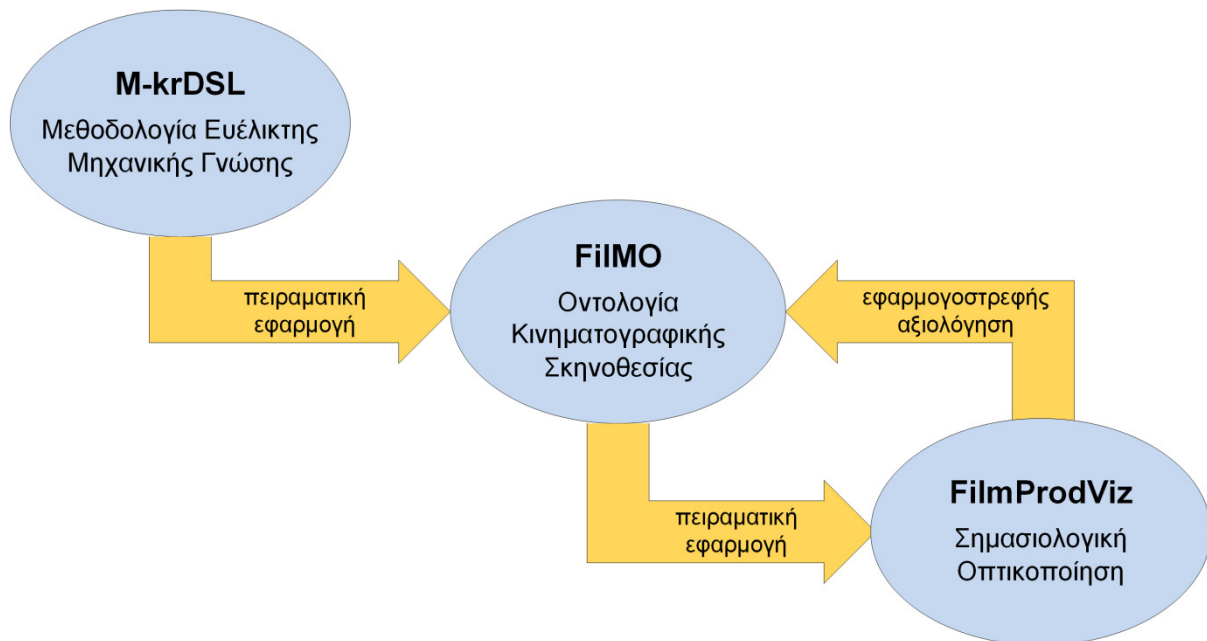 M-krDSL
Μεθοδολογία Ευέλικτης
Μηχανικής Γνώσης
πειραματική
εφαρμογή
FilMO
Οντολογία
Κινηματογραφικής
Σκηνοθεσίας
εφαρμογοστρεφής
αξιολόγηση
πειραματική
εφαρμογή
FilmProdViz
Σημασιολογική
Οπτικοποίηση